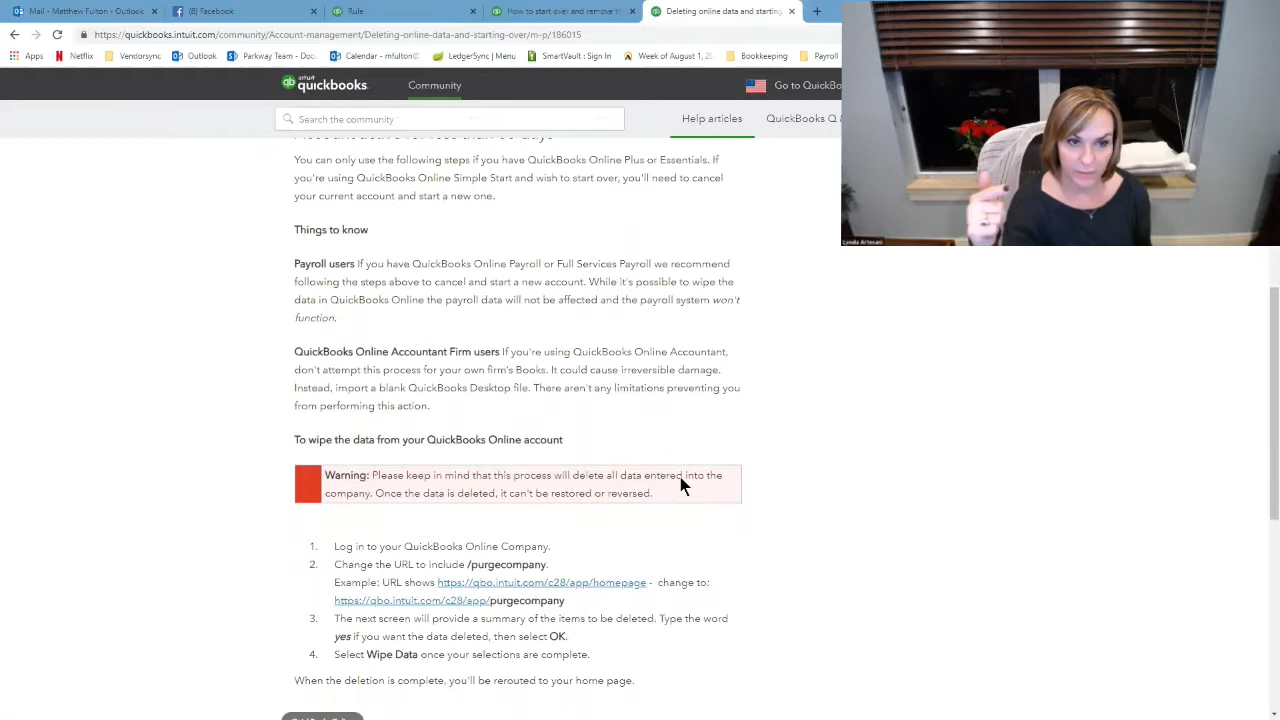 Mail - Matthew Fulton - Outlook
(8) Facebook
Rule
How to start over and remove
Deleting online data and starting
https://quickbooks.intuit.com/community/Account-management/Deleting-online-data-and-starting-over/m-p/186015
Apps
Netflix
Vendorsync
Outlook
Parkway Team - Do
Calendar - mfulton@
LedgerSync | Menu
SmartVault : Sign In
Week of August 1, 20
Bookkeeping
Payroll
intuit
qb quickbooks
Community
Go to QuickBo
Search the community
Help articles
QuickBooks Q &
You can only use the following steps if you have QuickBooks Online Plus or Essentials. If
you're using QuickBooks Online Simple Start and wish to start over, you'll need to cancel
your current account and start a new one.
Things to know
Payroll users If you have QuickBooks Online Payroll or Full Services Payroll we recommend
following the steps above to cancel and start a new account. While it's possible to wipe the
data in QuickBooks Online the payroll data will not be affected and the payroll system won't
function.
QuickBooks Online Accountant Firm users If you're using QuickBooks Online Accountant,
don't attempt this process for your own firm's Books. It could cause irreversible damage.
Instead, import a blank QuickBooks Desktop file. There aren't any limitations preventing you
from performing this action.
To wipe the data from your QuickBooks Online account
Warning: Please keep in mind that this process will delete all data entered into the
company. Once the data is deleted, it can't be restored or reversed.
1. Log in to your QuickBooks Online Company.
2. Change the URL to include /purgecompany.
Example: URL shows https://qbo.intuit.com/c28/app/homepage - change to:
https://qbo.intuit.com/c28/app/purgecompany
3. The next screen will provide a summary of the items to be deleted. Type the word
yes if you want the data deleted, then select OK.
4. Select Wipe Data once your selections are complete.
When the deletion is complete, you'll be rerouted to your home page.
Lynda Artesani